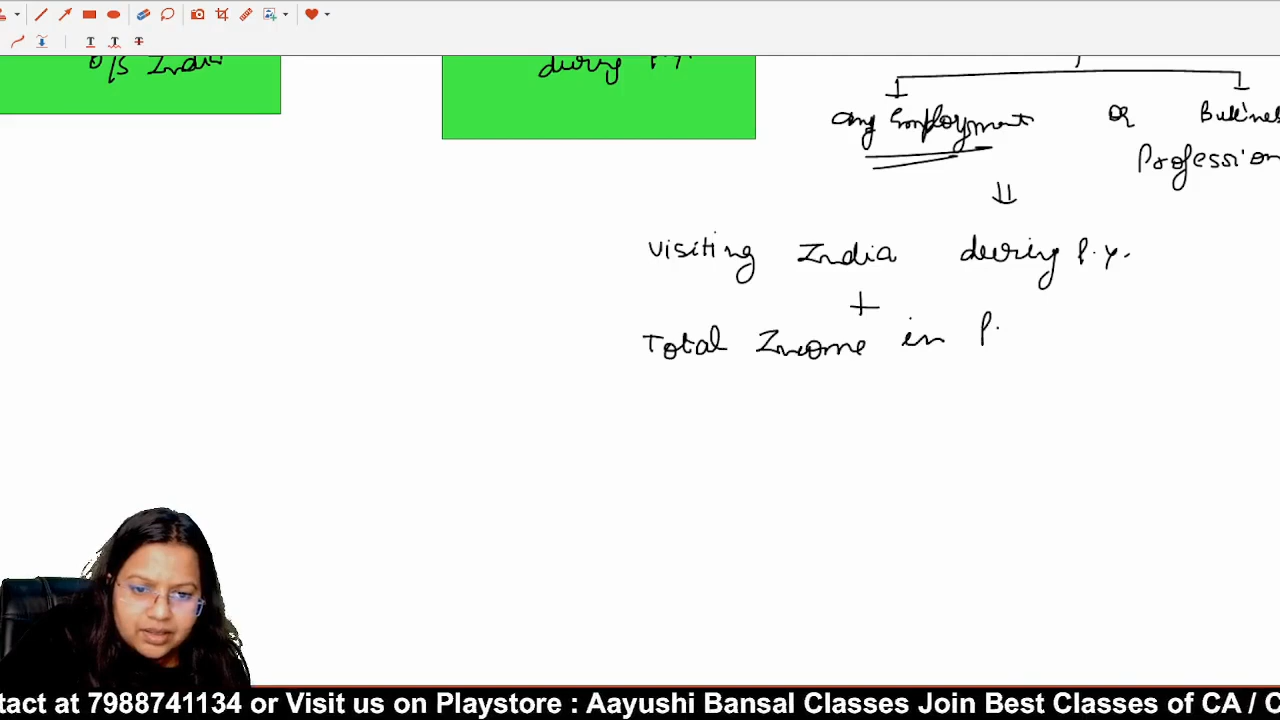 O/S India
during P.Y.
any Employment or Business
Profession
Visiting India during P.Y.
+
Total Income in P.
ntact at 7988741134 or Visit us on Playstore : Aayushi Bansal Classes Join Best Classes of CA / C